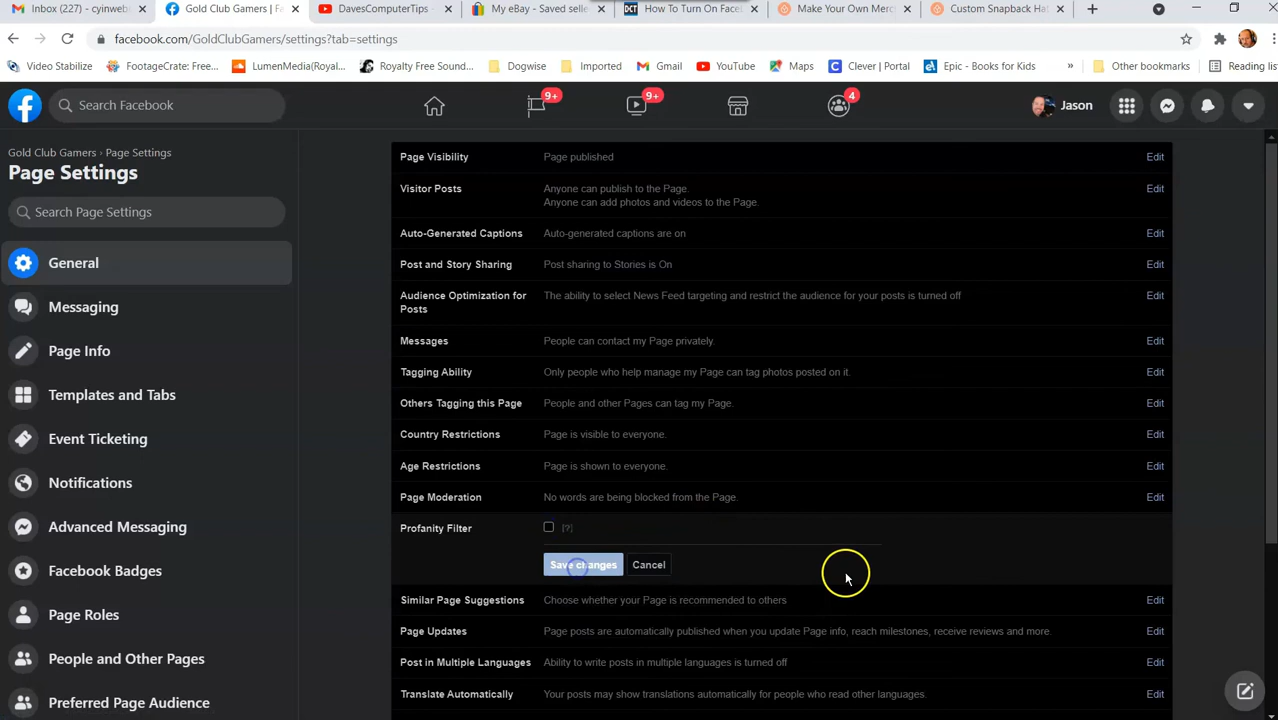 Inbox (227) - cyinweb
Gold Club Gamers | Fa
DavesComputerTips -
My eBay - Saved selle
How To Turn On Faceb
Make Your Own Merc
Custom Snapback Hat
facebook.com/GoldClubGamers/settings?tab=settings
Video Stabilize
FootageCrate: Free...
LumenMedia(Royal...
Royalty Free Sound...
Dogwise
Imported
Gmail
YouTube
Maps
Clever | Portal
Epic - Books for Kids
»
Other bookmarks
Reading list
Search Facebook
9+
9+
4
Jason
Gold Club Gamers › Page Settings
Page Settings
Search Page Settings
General
Messaging
Page Info
Templates and Tabs
Event Ticketing
Notifications
Advanced Messaging
Facebook Badges
Page Roles
People and Other Pages
Preferred Page Audience
Page Visibility Page published Edit
Visitor Posts Anyone can publish to the Page. Edit
Anyone can add photos and videos to the Page.
Auto-Generated Captions Auto-generated captions are on Edit
Post and Story Sharing Post sharing to Stories is On Edit
Audience Optimization for The ability to select News Feed targeting and restrict the audience for your posts is turned off Edit
Posts
Messages People can contact my Page privately. Edit
Tagging Ability Only people who help manage my Page can tag photos posted on it. Edit
Others Tagging this Page People and other Pages can tag my Page. Edit
Country Restrictions Page is visible to everyone. Edit
Age Restrictions Page is shown to everyone. Edit
Page Moderation No words are being blocked from the Page. Edit
Profanity Filter [?]
Save changes Cancel
Similar Page Suggestions Choose whether your Page is recommended to others Edit
Page Updates Page posts are automatically published when you update Page info, reach milestones, receive reviews and more. Edit
Post in Multiple Languages Ability to write posts in multiple languages is turned off Edit
Translate Automatically Your posts may show translations automatically for people who read other languages. Edit